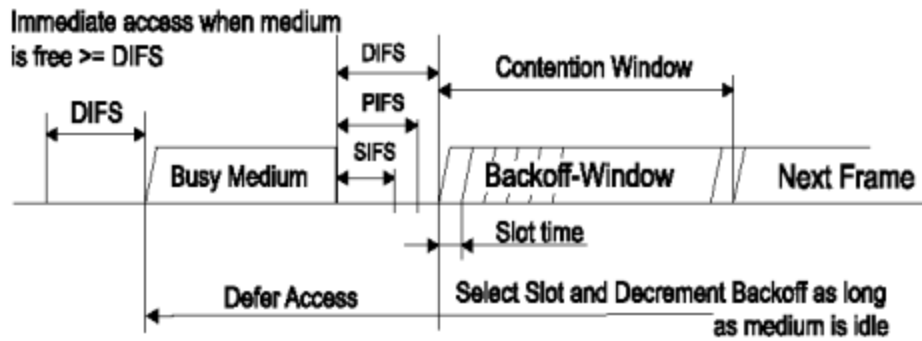 Immediate access when medium
is free >= DIFS
DIFS
DIFS
PIFS
SIFS
Contention Window
Busy Medium
Backoff-Window
Next Frame
Slot time
Defer Access
Select Slot and Decrement Backoff as long
as medium is idle